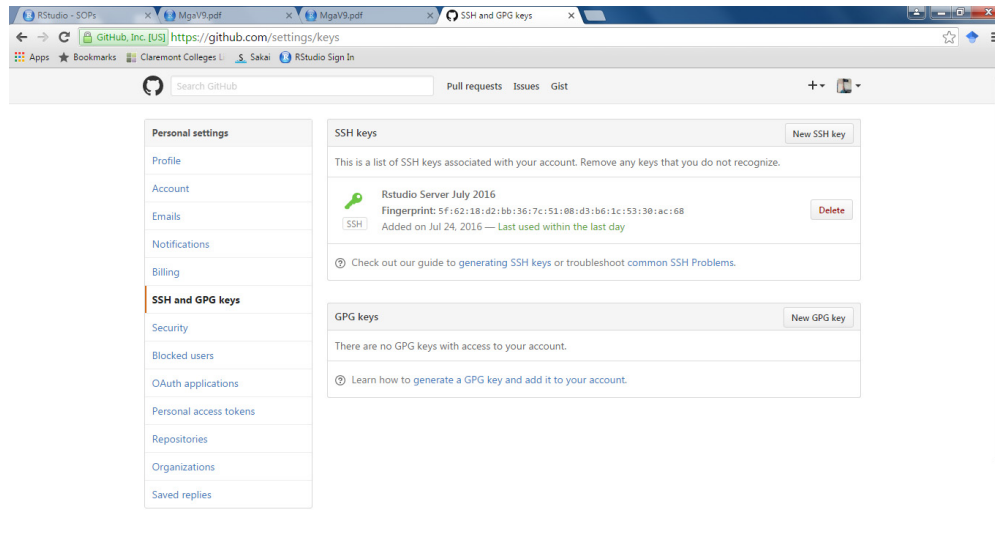 RStudio - SOPs
MgaV9.pdf
MgaV9.pdf
SSH and GPG keys
GitHub, Inc. [US] https://github.com/settings/keys
Apps Bookmarks Claremont Colleges Li Sakai RStudio Sign In
Search GitHub
Pull requests Issues Gist
Personal settings
Profile
Account
Emails
Notifications
Billing
SSH and GPG keys
Security
Blocked users
OAuth applications
Personal access tokens
Repositories
Organizations
Saved replies
SSH keys
New SSH key
This is a list of SSH keys associated with your account. Remove any keys that you do not recognize.
SSH
Rstudio Server July 2016
Fingerprint: 5f:62:18:d2:bb:36:7c:51:08:d3:b6:1c:53:30:ac:68
Added on Jul 24, 2016 — Last used within the last day
Delete
Check out our guide to generating SSH keys or troubleshoot common SSH Problems.
GPG keys
New GPG key
There are no GPG keys with access to your account.
Learn how to generate a GPG key and add it to your account.